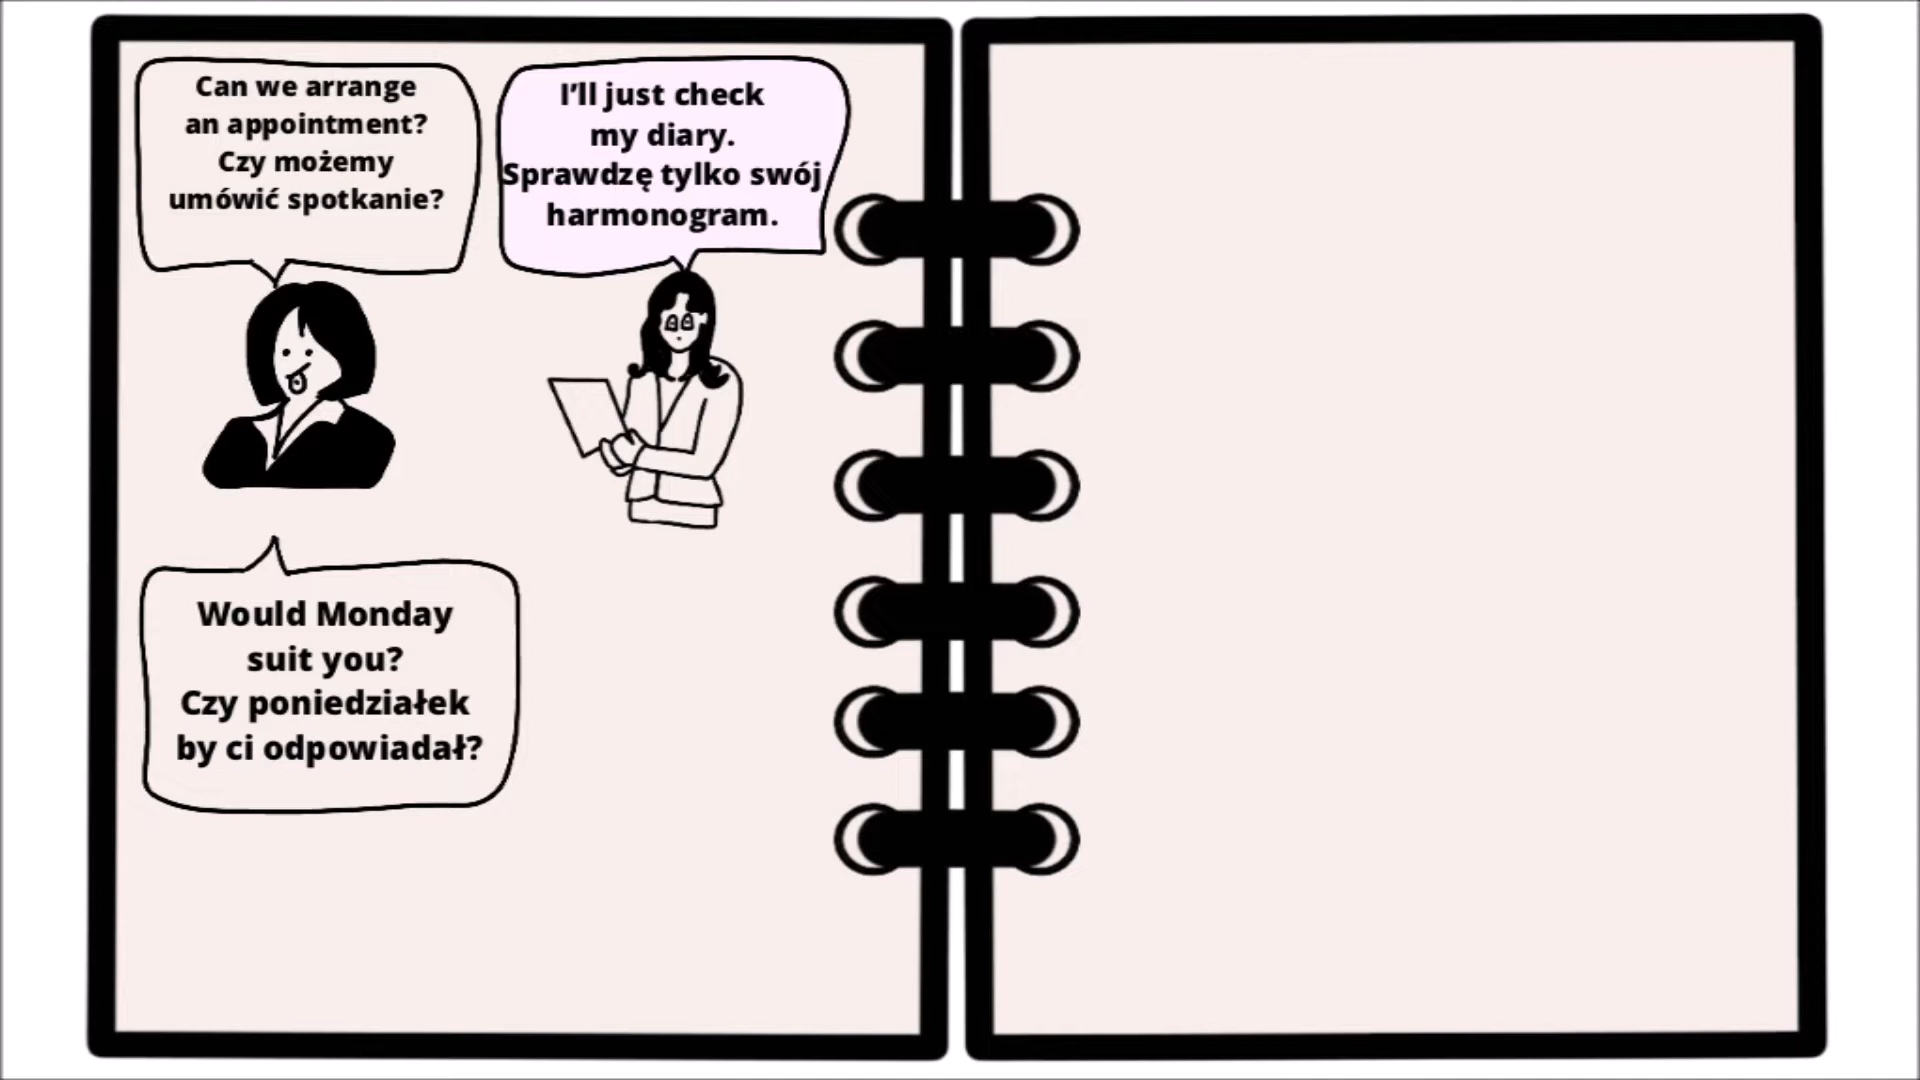 Can we arrange
an appointment?
Czy możemy
umówić spotkanie?
I'll just check
my diary.
Sprawdzę tylko swój
harmonogram.
Would Monday
suit you?
Czy poniedziałek
by ci odpowiadał?